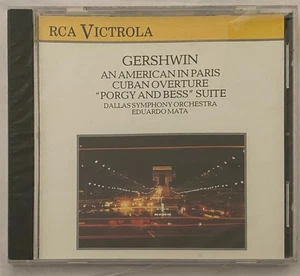 RCA VICTROLA
GERSHWIN
AN AMERICAN IN PARIS
CUBAN OVERTURE
"PORGY AND BESS" SUITE
DALLAS SYMPHONY ORCHESTRA
EDUARDO MATA